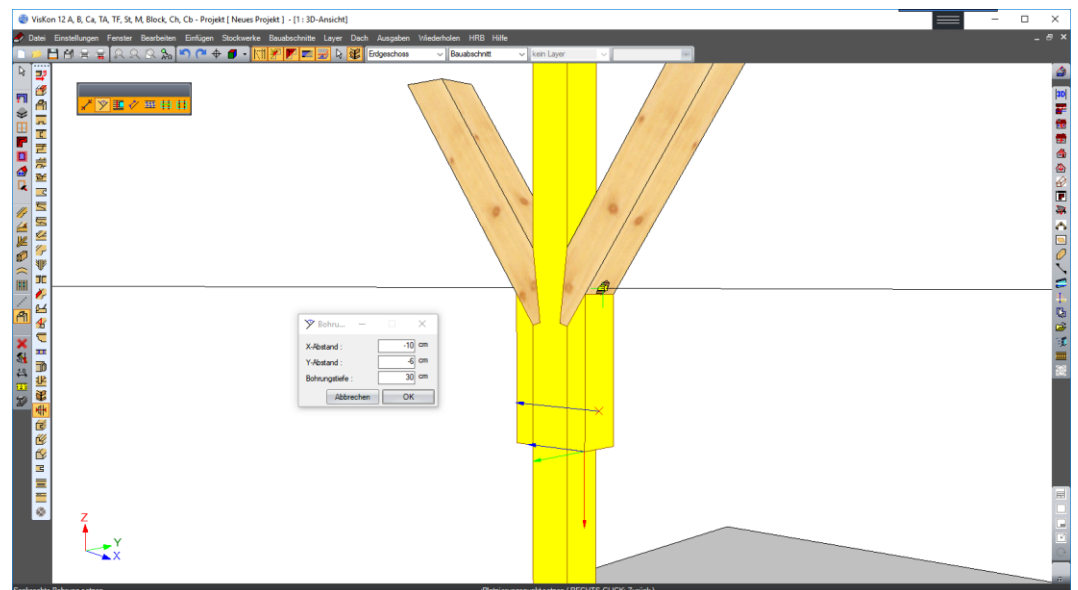 VisKon 12 A, B, Ca, TA, TF, St, M, Block, Ch, Cb - Projekt [ Neues Projekt ] - [1 : 3D-Ansicht]
Datei Einstellungen Fenster Bearbeiten Einfügen Stockwerke Bauabschnitte Layer Dach Ausgaben Wiederholen HRB Hilfe
Erdgeschoss Bauabschnitt kein Layer
3D
Bohru...
X-Abstand : -10 cm
Y-Abstand : -6 cm
Bohrungstiefe : 30 cm
Abbrechen OK
Z
Y
X